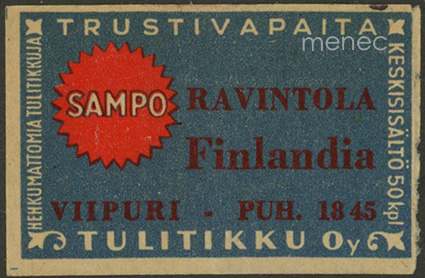 TRUSTIVAPAITA
menec
HEHKUMATTOMIA TULITIKKUJA
SAMPO
RAVINTOLA
Finlandia
VIIPURI - PUH. 1845
KESKISISÄLTÖ 50 kpl
TULITIKKU Oy